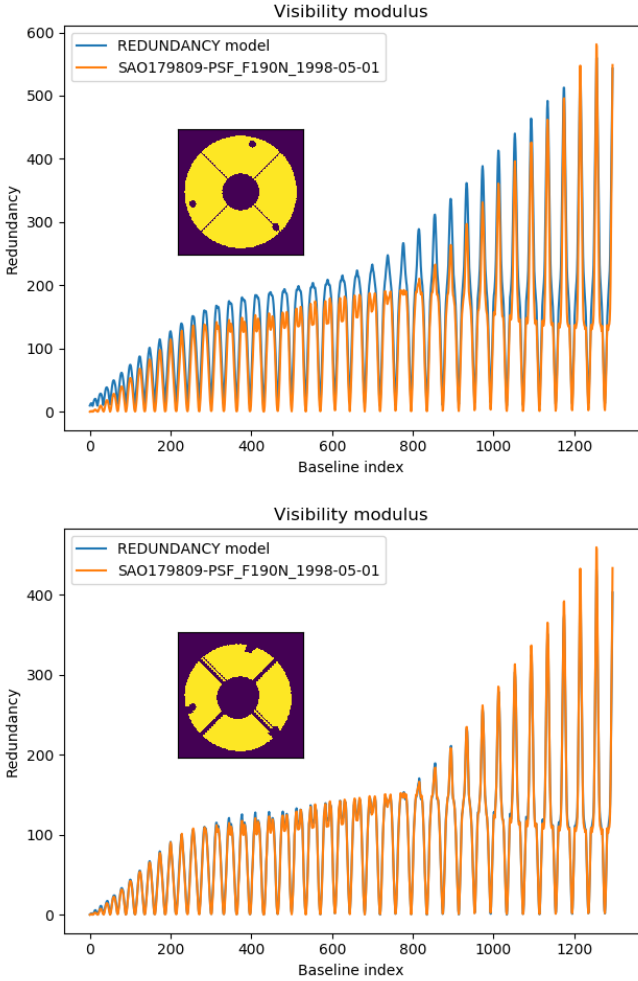 Visibility modulus
600
500
400
300
200
100
0
Redundancy
REDUNDANCY model
SAO179809-PSF_F190N_1998-05-01
0 200 400 600 800 1000 1200
Baseline index
Visibility modulus
400
300
200
100
0
Redundancy
REDUNDANCY model
SAO179809-PSF_F190N_1998-05-01
0 200 400 600 800 1000 1200
Baseline index